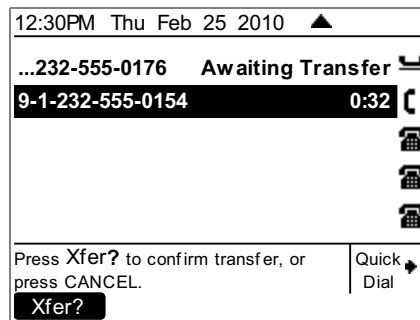 12:30PM Thu Feb 25 2010
...232-555-0176 Awaiting Transfer
9-1-232-555-0154 0:32
Press Xfer? to confirm transfer, or
press CANCEL.
Quick
Dial
Xfer?